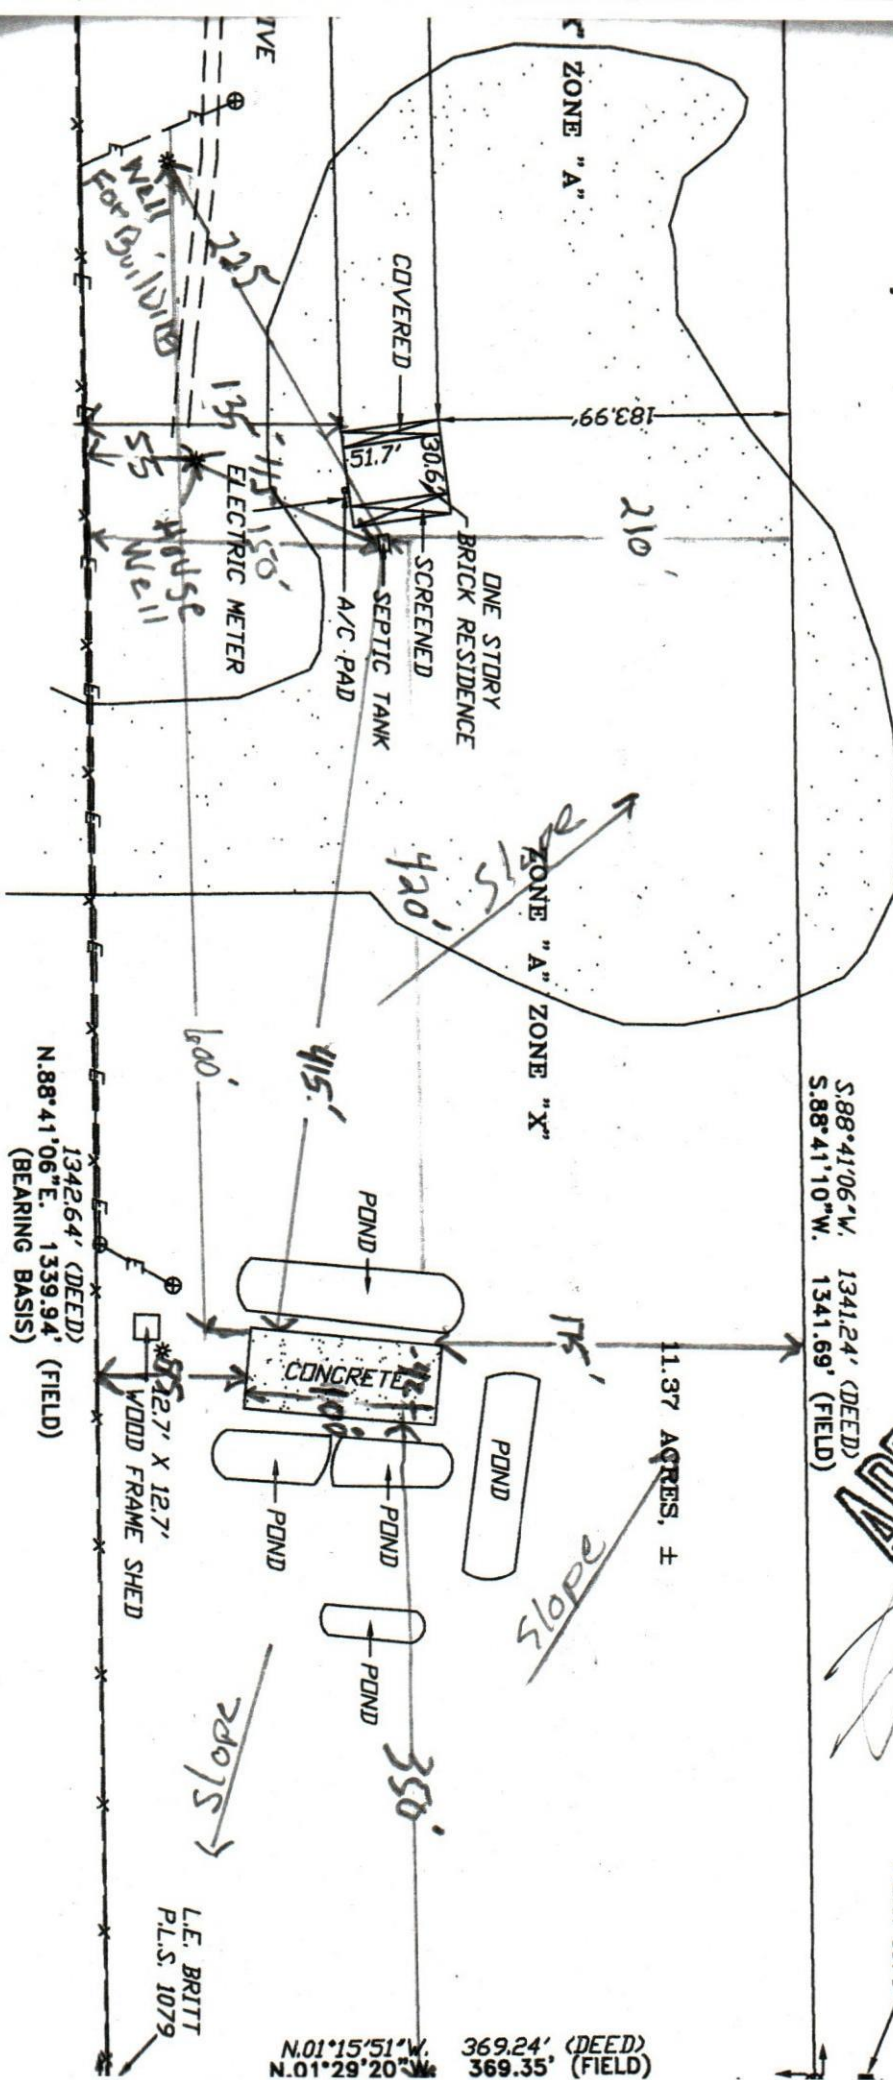 IVE
ZONE "A"
Well
For Building
225
COVERED
183.99'
135'
55
115'
51.7'
30.6'
ELECTRIC METER
150'
House
Well
210'
ONE STORY
BRICK RESIDENCE
SCREENED
SEPTIC TANK
A/C PAD
Slope
420'
ZONE "A" ZONE "X"
600'
415'
S.88°41'06"W. 1341.24' (DEED)
S.88°41'10"W. 1341.69' (FIELD)
1342.64' (DEED)
N.88°41'06"E. 1339.94' (FIELD)
(BEARING BASIS)
POND
CONCRETE
100'
175'
11.37 ACRES, ±
12.7' X 12.7'
WOOD FRAME SHED
POND
POND
POND
POND
Slope
Slope
350'
L.E. BRITT
P.L.S. 1079
N.01°15'51"W. 369.24' (DEED)
N.01°29'20"W. 369.35' (FIELD)